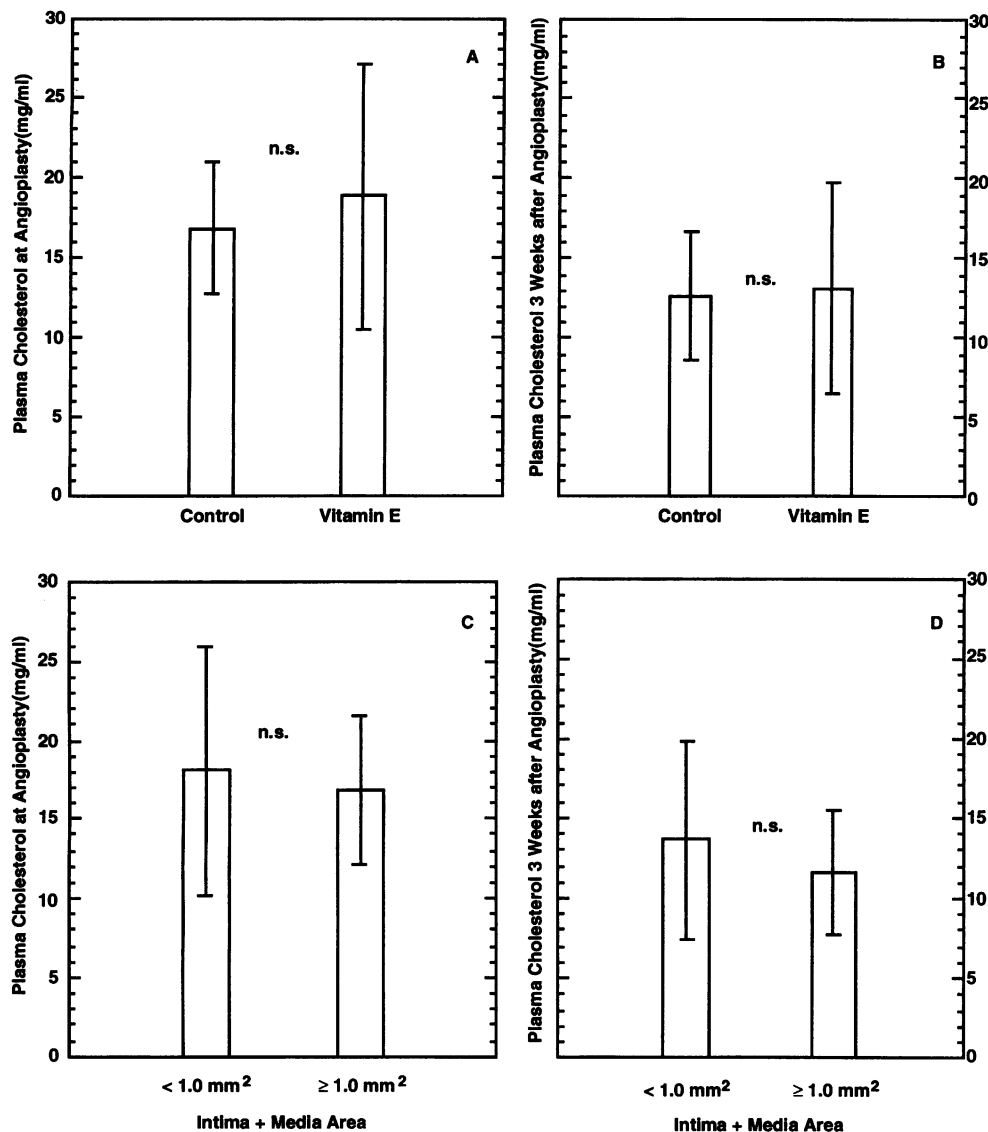 Plasma Cholesterol at Angioplasty(mg/ml)
30
25
20
15
10
5
0
A
n.s.
Control Vitamin E
Plasma Cholesterol 3 Weeks after Angioplasty(mg/ml)
B
n.s.
30
25
20
15
10
5
0
Control Vitamin E
Plasma Cholesterol at Angioplasty(mg/ml)
30
25
20
15
10
5
0
C
n.s.
< 1.0 mm² ≥ 1.0 mm²
Intima + Media Area
Plasma Cholesterol 3 Weeks after Angioplasty(mg/ml)
D
n.s.
30
25
20
15
10
5
0
< 1.0 mm² ≥ 1.0 mm²
Intima + Media Area